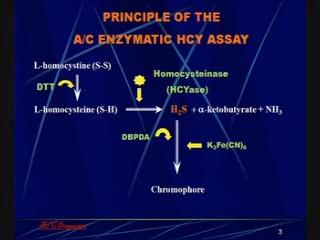 PRINCIPLE OF THE
A/C ENZYMATIC HCY ASSAY
L-homocystine (S-S)
Homocysteinase
(HCYase)
DTT
L-homocysteine (S-H)
H₂S + α-ketobutyrate + NH₃
DBPDA
K₃Fe(CN)₆
Chromophore
3